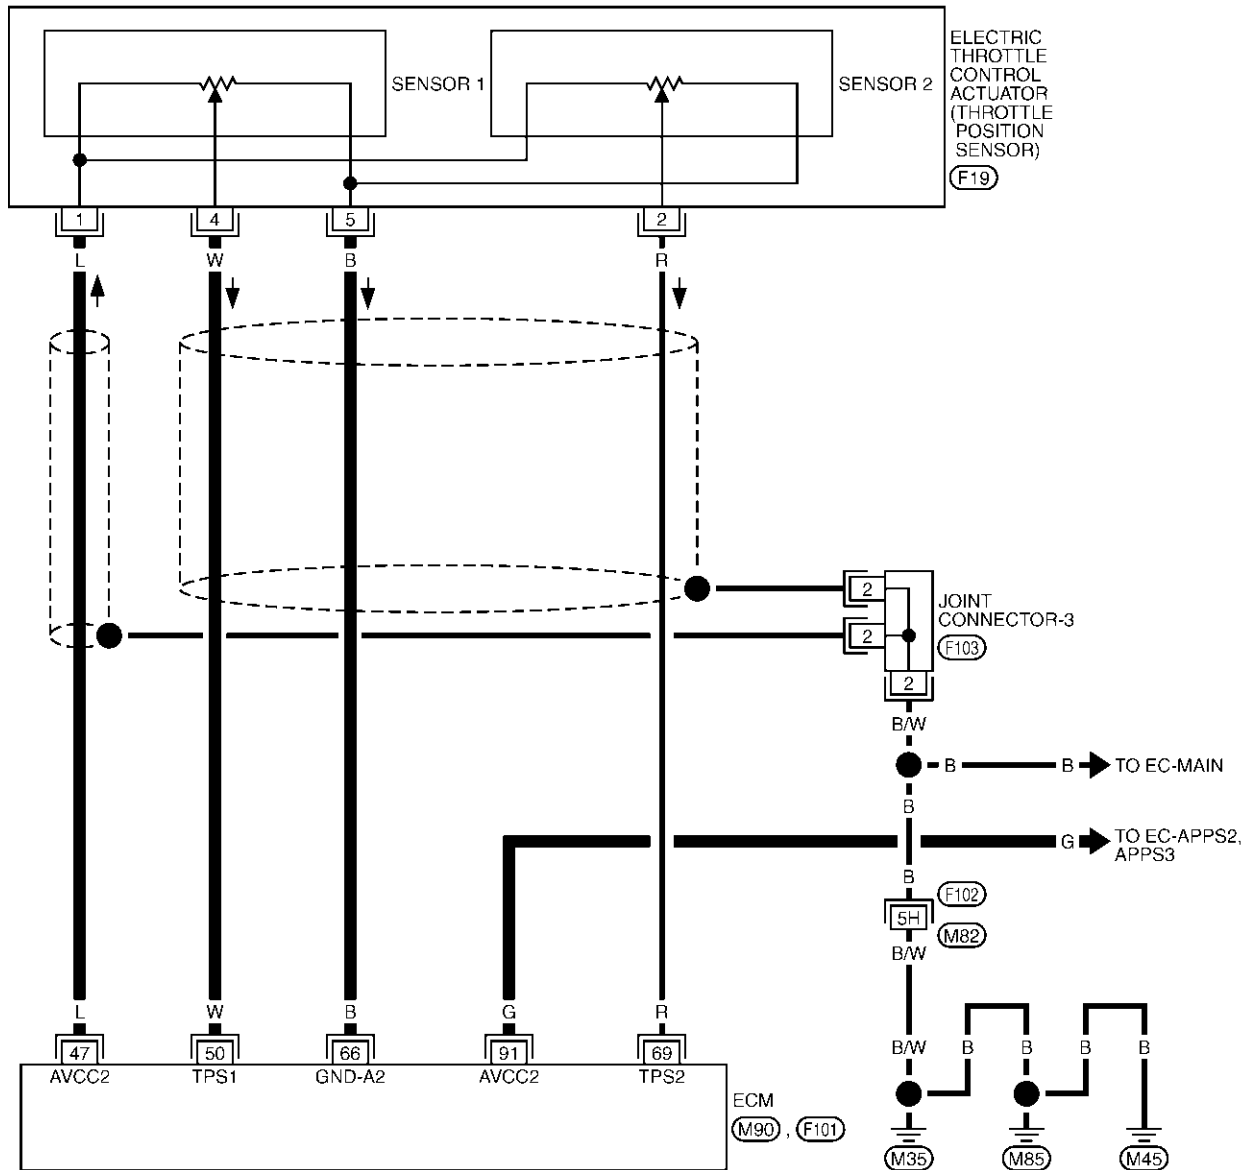 SENSOR 1
SENSOR 2
ELECTRIC
THROTTLE
CONTROL
ACTUATOR
(THROTTLE
POSITION
SENSOR)
F19
1
4
5
2
L
W
B
R
2
2
JOINT
CONNECTOR-3
F103
2
B/W
B
B
TO EC-MAIN
B
G
TO EC-APPS2,
APPS3
B
F102
5H
M82
B/W
L
W
B
G
R
47
50
66
91
69
B/W
B
B
B
B
AVCC2
TPS1
GND-A2
AVCC2
TPS2
ECM
M90 , F101
M35
M85
M45